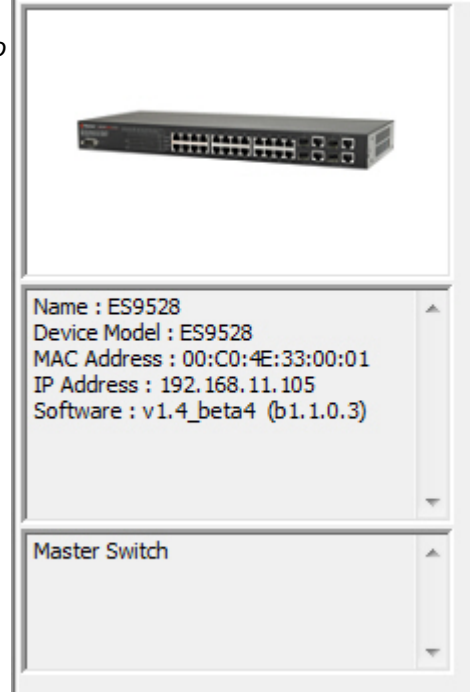 Name : ES9528
Device Model : ES9528
MAC Address : 00:C0:4E:33:00:01
IP Address : 192.168.11.105
Software : v1.4_beta4 (b1.1.0.3)
Master Switch